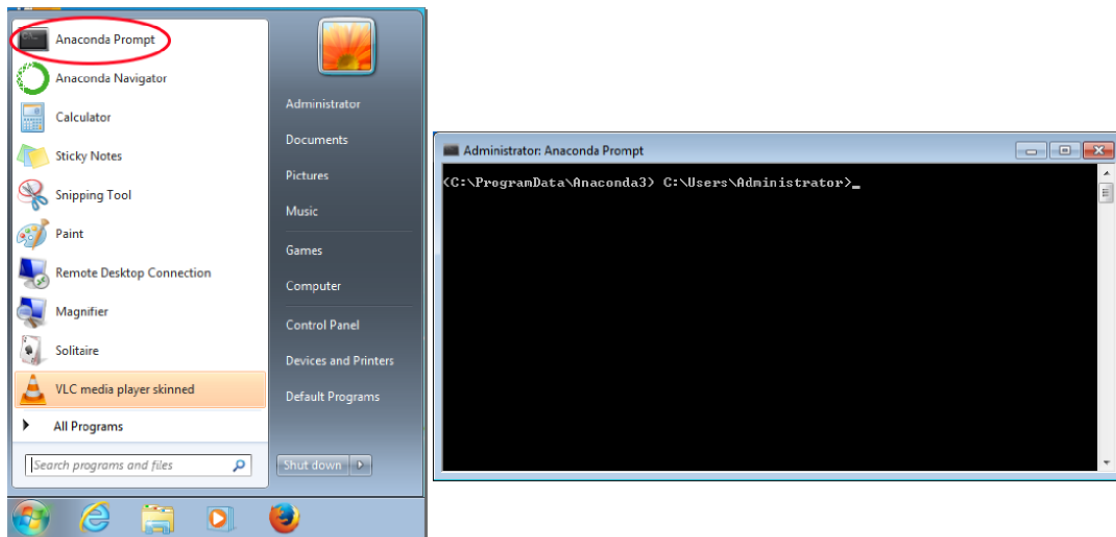 Anaconda Prompt
Anaconda Navigator
Calculator
Sticky Notes
Snipping Tool
Paint
Remote Desktop Connection
Magnifier
Solitaire
VLC media player skinned
All Programs
Search programs and files
Administrator
Documents
Pictures
Music
Games
Computer
Control Panel
Devices and Printers
Default Programs
Shut down
Administrator: Anaconda Prompt
(C:\ProgramData\Anaconda3) C:\Users\Administrator>_